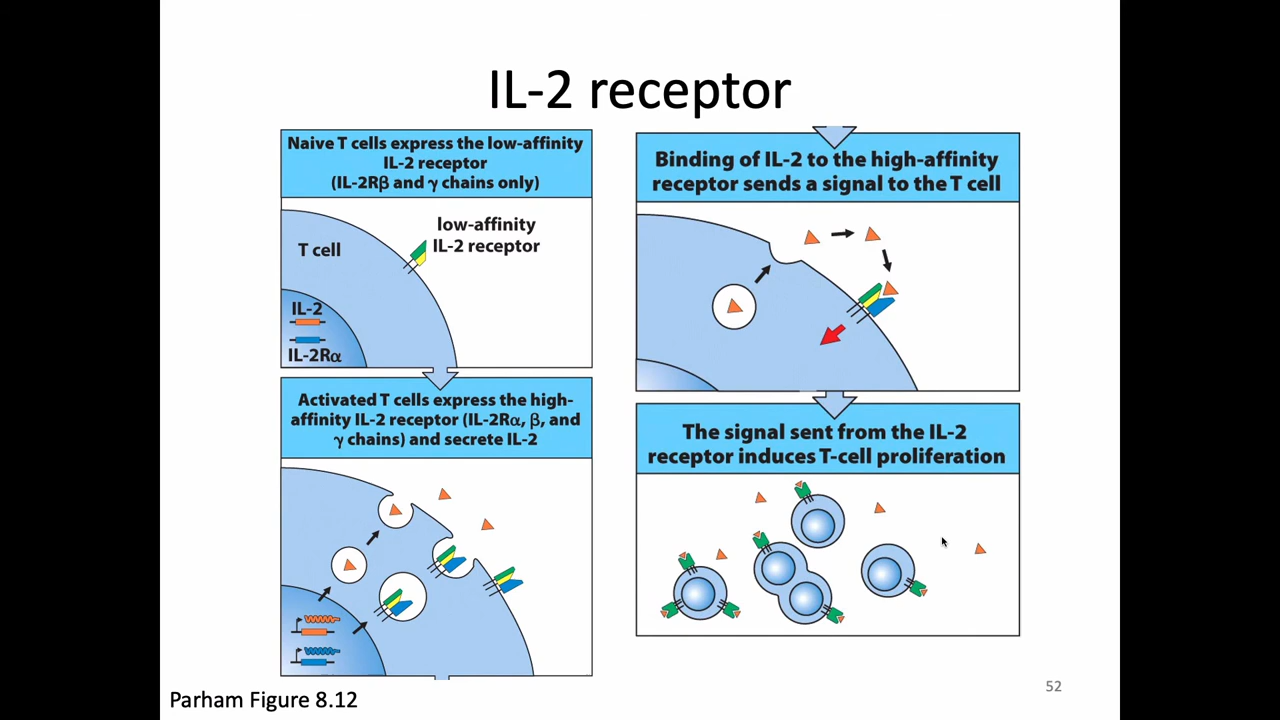 IL-2 receptor
Naive T cells express the low-affinity
IL-2 receptor
(IL-2Rβ and γ chains only)
low-affinity
IL-2 receptor
T cell
IL-2
IL-2Rα
Activated T cells express the high-
affinity IL-2 receptor (IL-2Rα, β, and
γ chains) and secrete IL-2
Binding of IL-2 to the high-affinity
receptor sends a signal to the T cell
The signal sent from the IL-2
receptor induces T-cell proliferation
Parham Figure 8.12
52